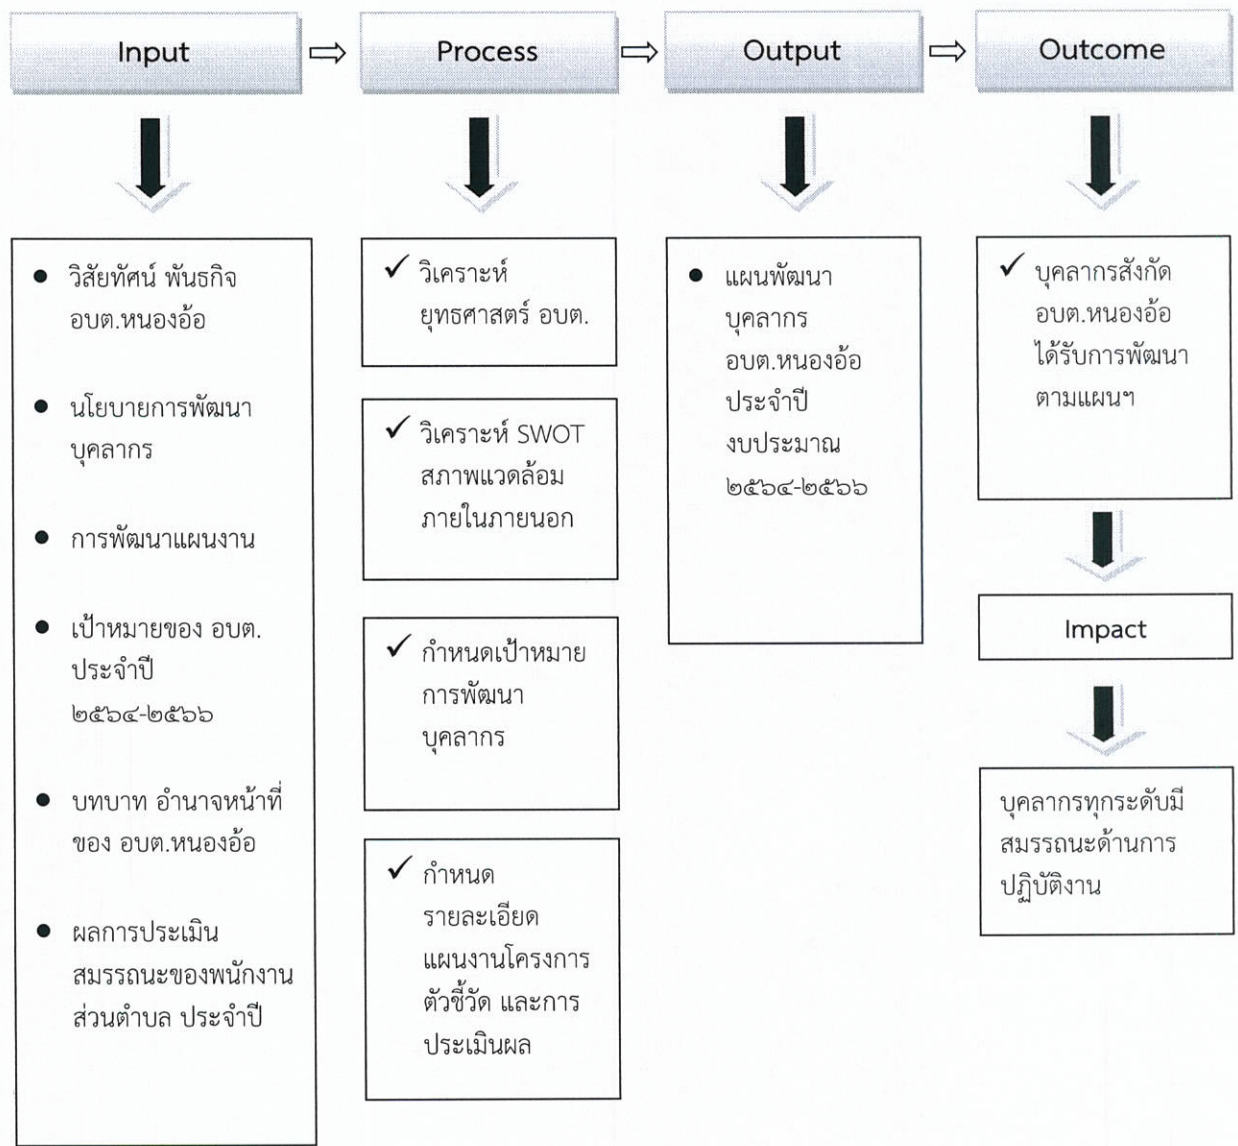 Input
Process
Output
Outcome
วิสัยทัศน์ พันธกิจ
อบต.หนองอ้อ
นโยบายการพัฒนา
บุคลากร
การพัฒนาแผนงาน
เป้าหมายของ อบต.
ประจำปี
๒๕๖๔-๒๕๖๖
บทบาท อำนาจหน้าที่
ของ อบต.หนองอ้อ
ผลการประเมิน
สมรรถนะของพนักงาน
ส่วนตำบล ประจำปี
วิเคราะห์
ยุทธศาสตร์ อบต.
วิเคราะห์ SWOT
สภาพแวดล้อม
ภายในภายนอก
กำหนดเป้าหมาย
การพัฒนา
บุคลากร
กำหนด
รายละเอียด
แผนงานโครงการ
ตัวชี้วัด และการ
ประเมินผล
แผนพัฒนา
บุคลากร
อบต.หนองอ้อ
ประจำปี
งบประมาณ
๒๕๖๔-๒๕๖๖
บุคลากรสังกัด
อบต.หนองอ้อ
ได้รับการพัฒนา
ตามแผนฯ
Impact
บุคลากรทุกระดับมี
สมรรถนะด้านการ
ปฏิบัติงาน